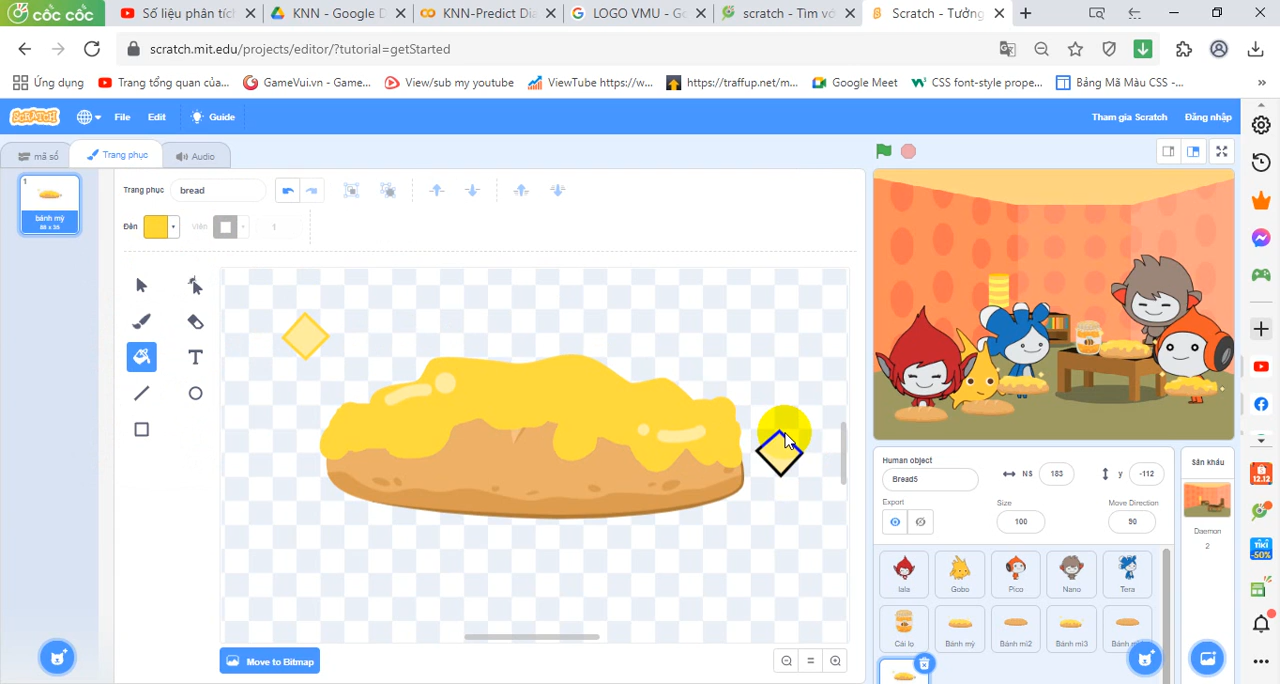 cốc cốc
Số liệu phân tích
KNN - Google D
KNN-Predict Dia
LOGO VMU - Go
scratch - Tìm vớ
Scratch - Tưởng
scratch.mit.edu/projects/editor/?tutorial=getStarted
Ứng dụng
Trang tổng quan của...
GameVui.vn - Game...
View/sub my youtube
ViewTube https://w...
https://traffup.net/m...
Google Meet
CSS font-style prope...
Bảng Mã Màu CSS -...
»
SCRATCH
File
Edit
Guide
Tham gia Scratch
Đăng nhập
mã số
Trang phục
Audio
1
bánh mỳ
Trang phục
bread
Đến
Viên
1
Move to Bitmap
Human object
N$
183
y
-112
Bread5
Export
Size
Move Direction
100
90
Sân khấu
Daemon
2
lala
Gobo
Pico
Nano
Tera
Cái lọ
Bánh mỳ
Bánh mì2
Bánh mì3
12.12
TIKI
-50%